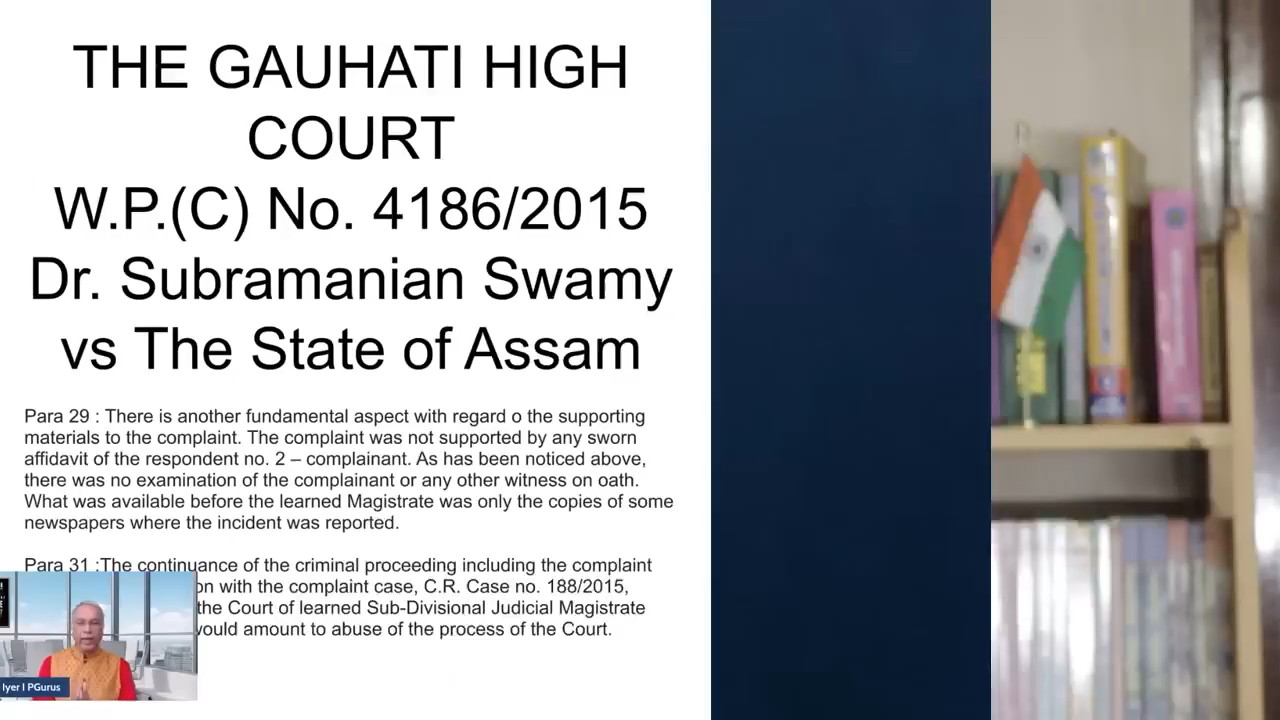 THE GAUHATI HIGH
COURT
W.P.(C) No. 4186/2015
Dr. Subramanian Swamy
vs The State of Assam
Para 29 : There is another fundamental aspect with regard o the supporting
materials to the complaint. The complaint was not supported by any sworn
affidavit of the respondent no. 2 – complainant. As has been noticed above,
there was no examination of the complainant or any other witness on oath.
What was available before the learned Magistrate was only the copies of some
newspapers where the incident was reported.
Para 31 :The continuance of the criminal proceeding including the complaint
on with the complaint case, C.R. Case no. 188/2015,
the Court of learned Sub-Divisional Judicial Magistrate
would amount to abuse of the process of the Court.
Iyer I PGurus